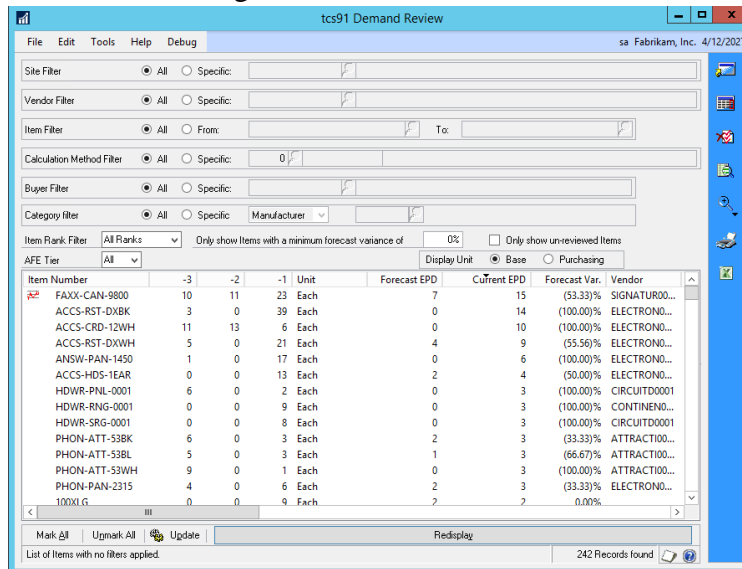 tcs91 Demand Review
File Edit Tools Help Debug sa Fabrikam, Inc. 4/12/202
Site Filter All Specific:
Vendor Filter All Specific:
Item Filter All From: To:
Calculation Method Filter All Specific: 0
Buyer Filter All Specific:
Category filter All Specific Manufacturer
Item Rank Filter All Ranks Only show Items with a minimum forecast variance of 0% Only show un-reviewed Items
AFE Tier All Display Unit Base Purchasing
Item Number -3 -2 -1 Unit Forecast EPD Current EPD Forecast Var. Vendor
FAXX-CAN-9800 10 11 23 Each 7 15 (53.33)% SIGNATUR00...
ACCS-RST-DXBK 3 0 39 Each 0 14 (100.00)% ELECTRON0...
ACCS-CRD-12WH 11 13 6 Each 0 10 (100.00)% ELECTRON0...
ACCS-RST-DXWH 5 0 21 Each 4 9 (55.56)% ELECTRON0...
ANSW-PAN-1450 1 0 17 Each 0 6 (100.00)% ELECTRON0...
ACCS-HDS-1EAR 0 0 13 Each 2 4 (50.00)% ELECTRON0...
HDWR-PNL-0001 6 0 2 Each 0 3 (100.00)% CIRCUITD0001
HDWR-RNG-0001 0 0 9 Each 0 3 (100.00)% CONTINEN0...
HDWR-SRG-0001 0 0 8 Each 0 3 (100.00)% CIRCUITD0001
PHON-ATT-53BK 6 0 3 Each 2 3 (33.33)% ATTRACTI00...
PHON-ATT-53BL 5 0 3 Each 1 3 (66.67)% ATTRACTI00...
PHON-ATT-53WH 9 0 1 Each 0 3 (100.00)% ATTRACTI00...
PHON-PAN-2315 4 0 6 Each 2 3 (33.33)% ELECTRON0...
100XLG 0 0 9 Each 2 2 0.00%
Mark All Unmark All Update Redisplay
List of Items with no filters applied. 242 Records found